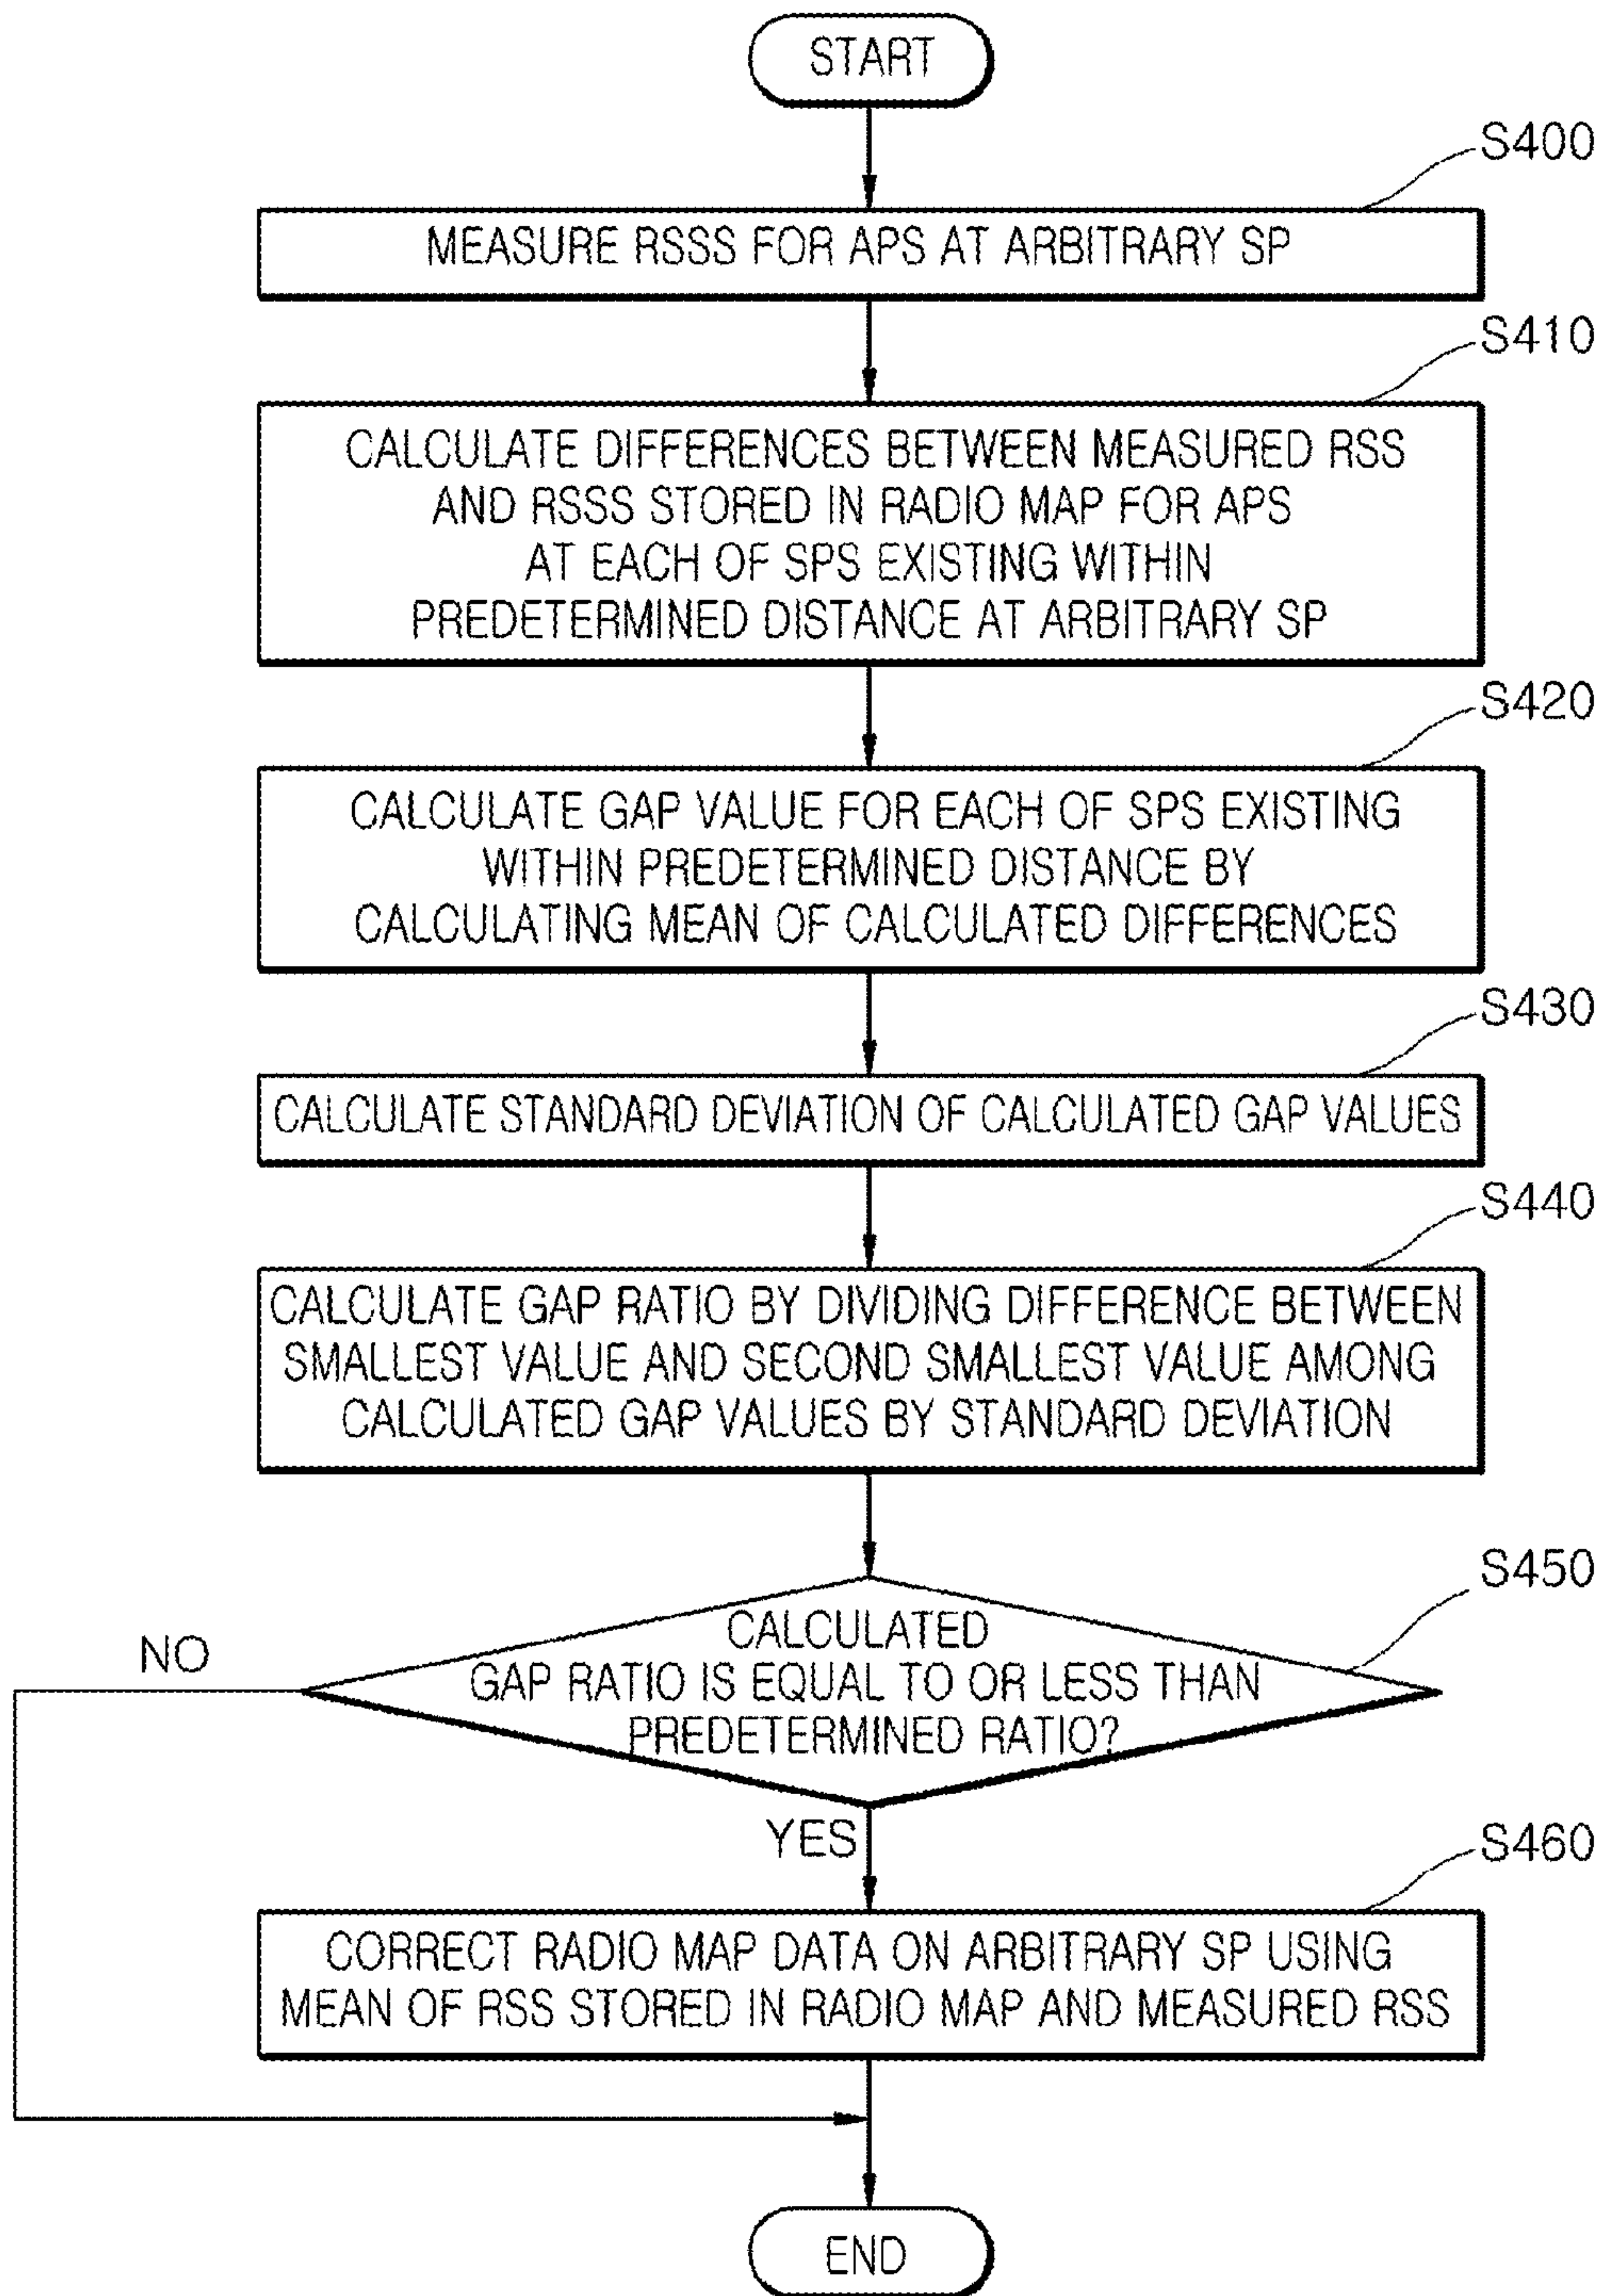 START
S400
MEASURE RSSS FOR APS AT ARBITRARY SP
S410
CALCULATE DIFFERENCES BETWEEN MEASURED RSS
AND RSSS STORED IN RADIO MAP FOR APS
AT EACH OF SPS EXISTING WITHIN
PREDETERMINED DISTANCE AT ARBITRARY SP
S420
CALCULATE GAP VALUE FOR EACH OF SPS EXISTING
WITHIN PREDETERMINED DISTANCE BY
CALCULATING MEAN OF CALCULATED DIFFERENCES
S430
CALCULATE STANDARD DEVIATION OF CALCULATED GAP VALUES
S440
CALCULATE GAP RATIO BY DIVIDING DIFFERENCE BETWEEN
SMALLEST VALUE AND SECOND SMALLEST VALUE AMONG
CALCULATED GAP VALUES BY STANDARD DEVIATION
S450
CALCULATED
GAP RATIO IS EQUAL TO OR LESS THAN
PREDETERMINED RATIO?
NO
YES
S460
CORRECT RADIO MAP DATA ON ARBITRARY SP USING
MEAN OF RSS STORED IN RADIO MAP AND MEASURED RSS
END